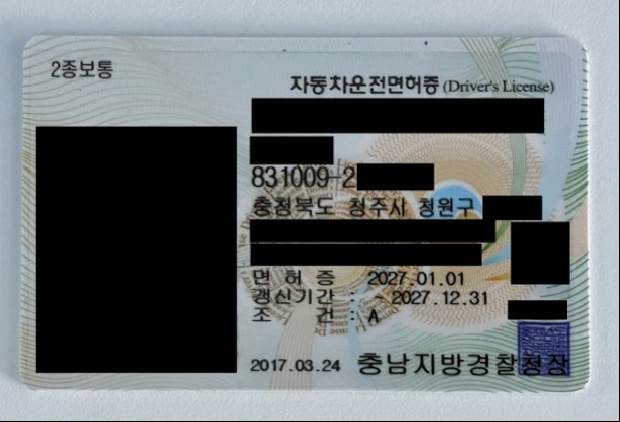 2종보통
자동차운전면허증 (Driver's License)
831009-2
충청북도 청주시 청원구
면 허 증 2027.01.01
갱신기간 : ~ 2027.12.31
조 건 : A
2017.03.24 충남지방경찰청장